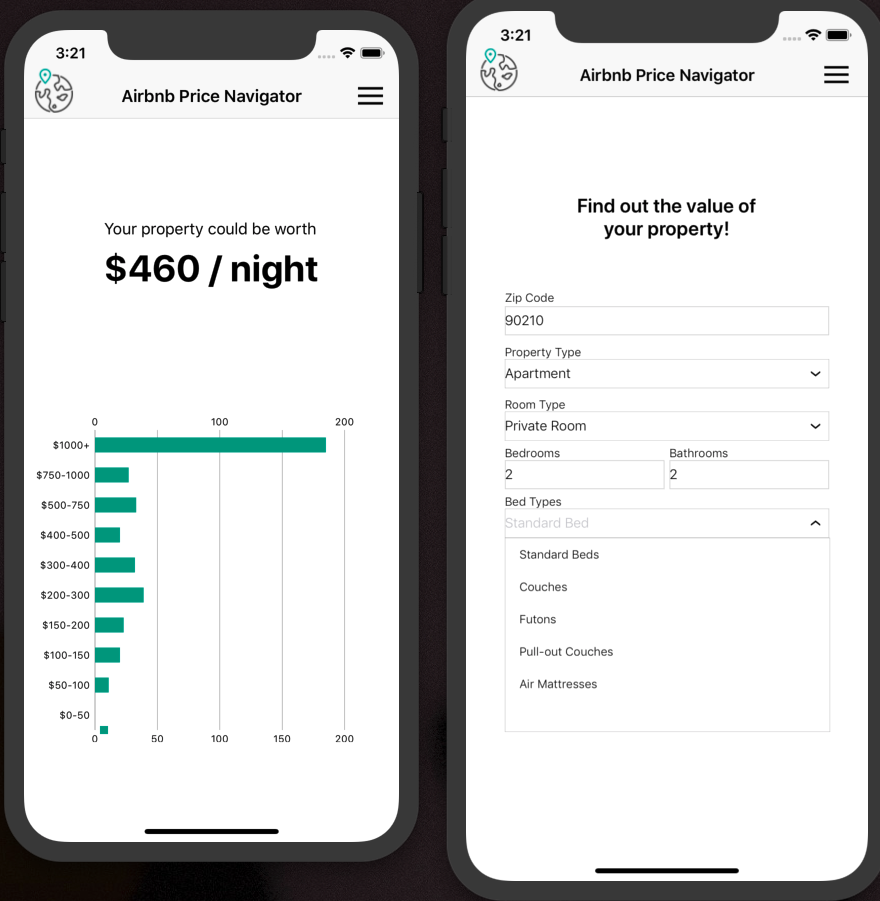 3:21
Airbnb Price Navigator
Your property could be worth
$460 / night
0 100 200
$1000+
$750-1000
$500-750
$400-500
$300-400
$200-300
$150-200
$100-150
$50-100
$0-50
0 50 100 150 200
3:21
Airbnb Price Navigator
Find out the value of
your property!
Zip Code
90210
Property Type
Apartment
Room Type
Private Room
Bedrooms Bathrooms
2 2
Bed Types
Standard Bed
Standard Beds
Couches
Futons
Pull-out Couches
Air Mattresses